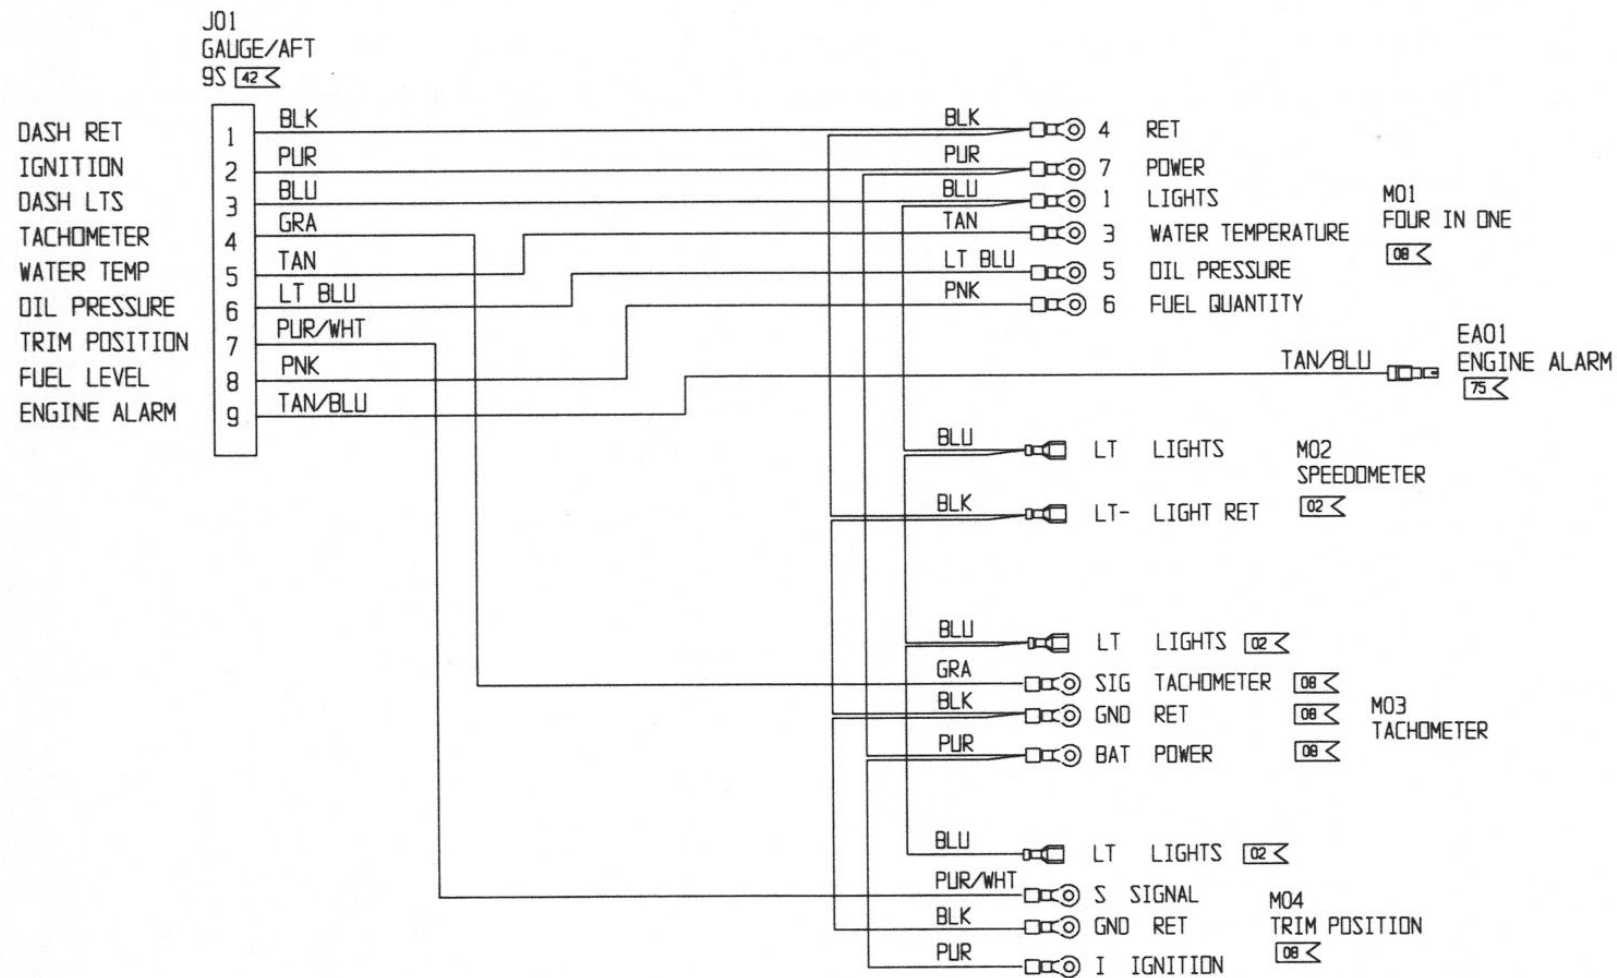 J01
GAUGE/AFT
9S 42
DASH RET 1 BLK BLK 4 RET
IGNITION 2 PUR PUR 7 POWER
DASH LTS 3 BLU BLU 1 LIGHTS
TACHOMETER 4 GRA TAN 3 WATER TEMPERATURE
M01
FOUR IN ONE
08
WATER TEMP 5 TAN LT BLU 5 OIL PRESSURE
OIL PRESSURE 6 LT BLU PNK 6 FUEL QUANTITY
TRIM POSITION 7 PUR/WHT
FUEL LEVEL 8 PNK
ENGINE ALARM 9 TAN/BLU
TAN/BLU
EA01
ENGINE ALARM
75
BLU LT LIGHTS
BLK LT- LIGHT RET
M02
SPEEDOMETER
02
BLU LT LIGHTS 02
GRA SIG TACHOMETER 08
BLK GND RET 08
PUR BAT POWER 08
M03
TACHOMETER
BLU LT LIGHTS 02
PUR/WHT S SIGNAL
BLK GND RET
PUR I IGNITION
M04
TRIM POSITION
08